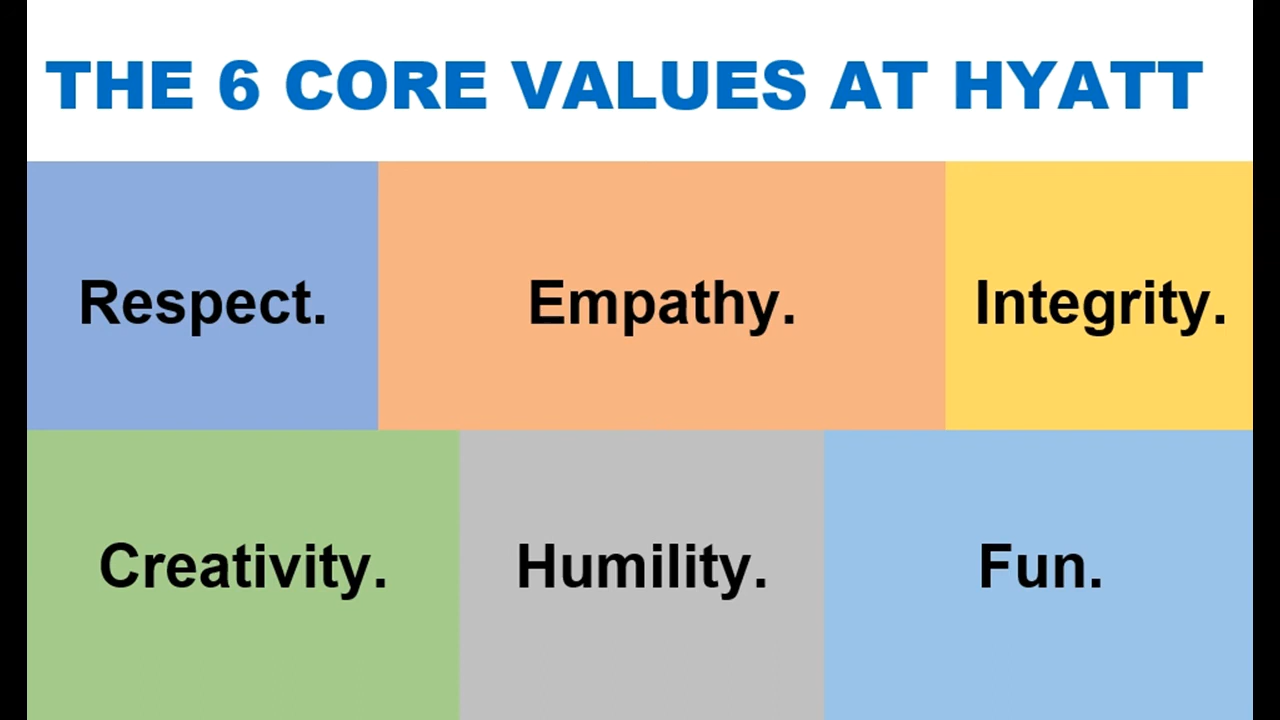 THE 6 CORE VALUES AT HYATT
Respect.
Empathy.
Integrity.
Creativity.
Humility.
Fun.